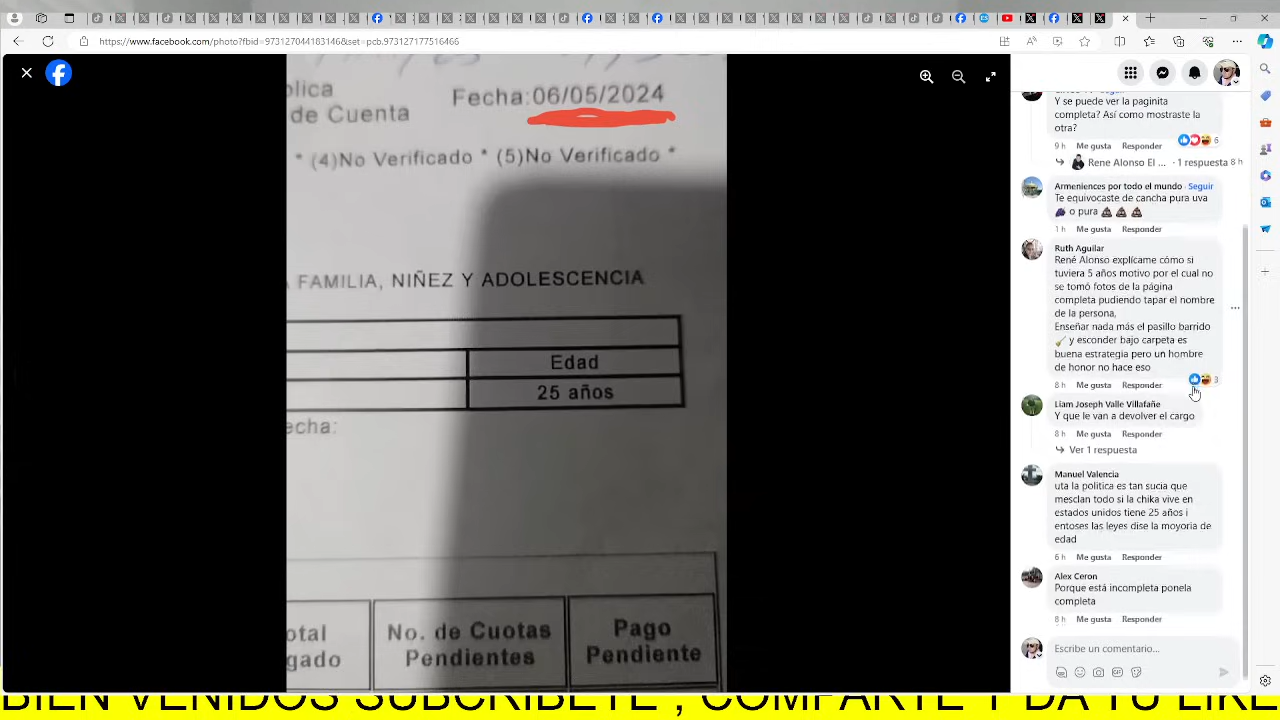 https://www.facebook.com/photo?fbid=973127044183146&set=pcb.973127177516466
Fecha:06/05/2024
de Cuenta
* (4)No Verificado * (5)No Verificado *
FAMILIA, NIÑEZ Y ADOLESCENCIA
Edad
25 años
echa:
otal
gado
No. de Cuotas
Pendientes
Pago
Pendiente
Y se puede ver la paginita
completa? Así como mostraste la
otra?
6
9 h Me gusta Responder
Rene Alonso El ... · 1 respuesta 8 h
Armeniences por todo el mundo · Seguir
Te equivocaste de cancha pura uva
🍇 o pura 💩 💩 💩
1 h Me gusta Responder
Ruth Aguilar
René Alonso explícame cómo si
tuviera 5 años motivo por el cual no
se tomó fotos de la página
completa pudiendo tapar el nombre
de la persona,
Enseñar nada más el pasillo barrido
🧹 y esconder bajo carpeta es
buena estrategia pero un hombre
de honor no hace eso
3
8 h Me gusta Responder
Liam Joseph Valle Villafañe
Y que le van a devolver el cargo
8 h Me gusta Responder
Ver 1 respuesta
Manuel Valencia
uta la politica es tan sucia que
mesclan todo si la chika vive en
estados unidos tiene 25 años i
entoses las leyes dise la moyoria de
edad
6 h Me gusta Responder
Alex Ceron
Porque está incompleta ponela
completa
8 h Me gusta Responder
Escribe un comentario...
BIEN VENIDOS SUBCRIBETE , COMPARTE Y DA TU LIKE